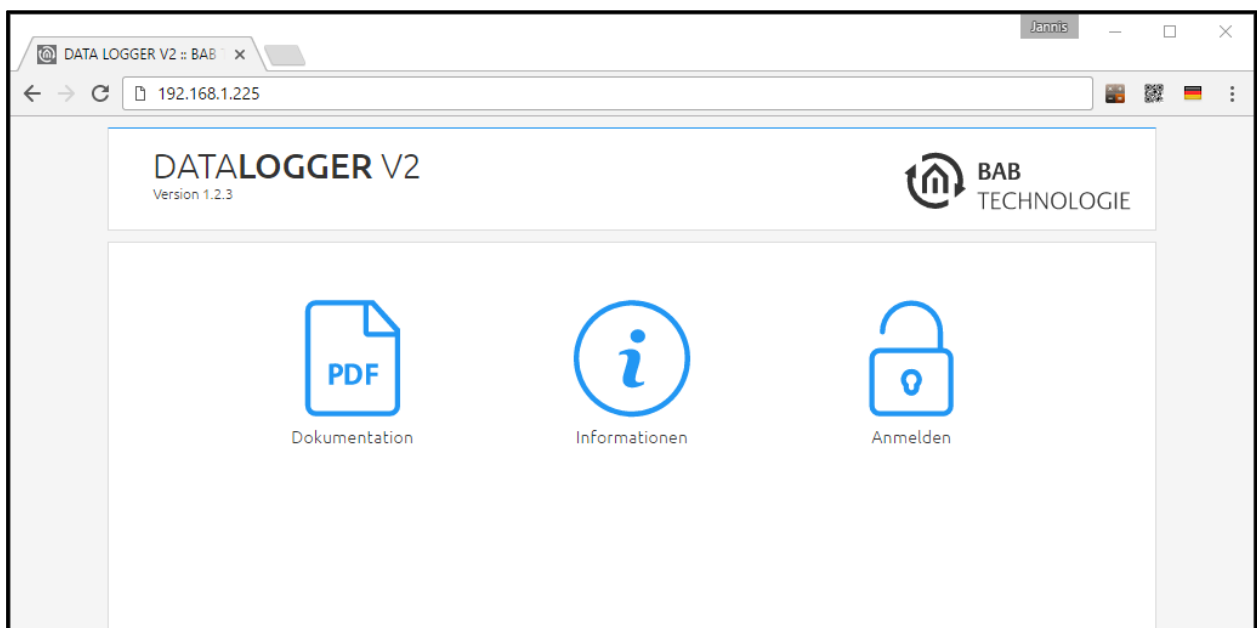 Jannis
DATA LOGGER V2 :: BAB T
192.168.1.225
DATALOGGER V2
Version 1.2.3
BAB
TECHNOLOGIE
PDF
Dokumentation
Informationen
Anmelden